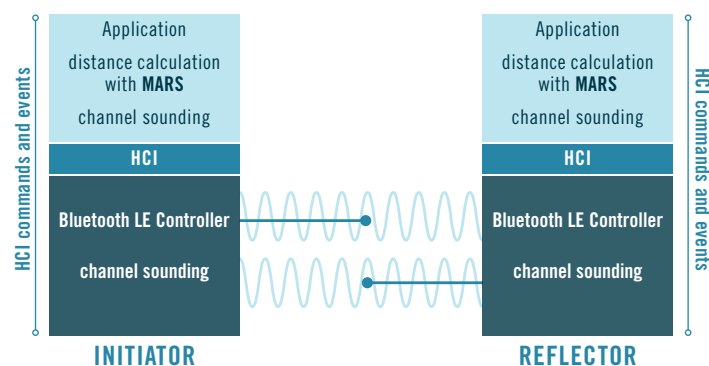 HCI commands and events
Application
distance calculation
with MARS
channel sounding
HCI
Bluetooth LE Controller
channel sounding
INITIATOR
Application
distance calculation
with MARS
channel sounding
HCI
Bluetooth LE Controller
channel sounding
REFLECTOR
HCI commands and events